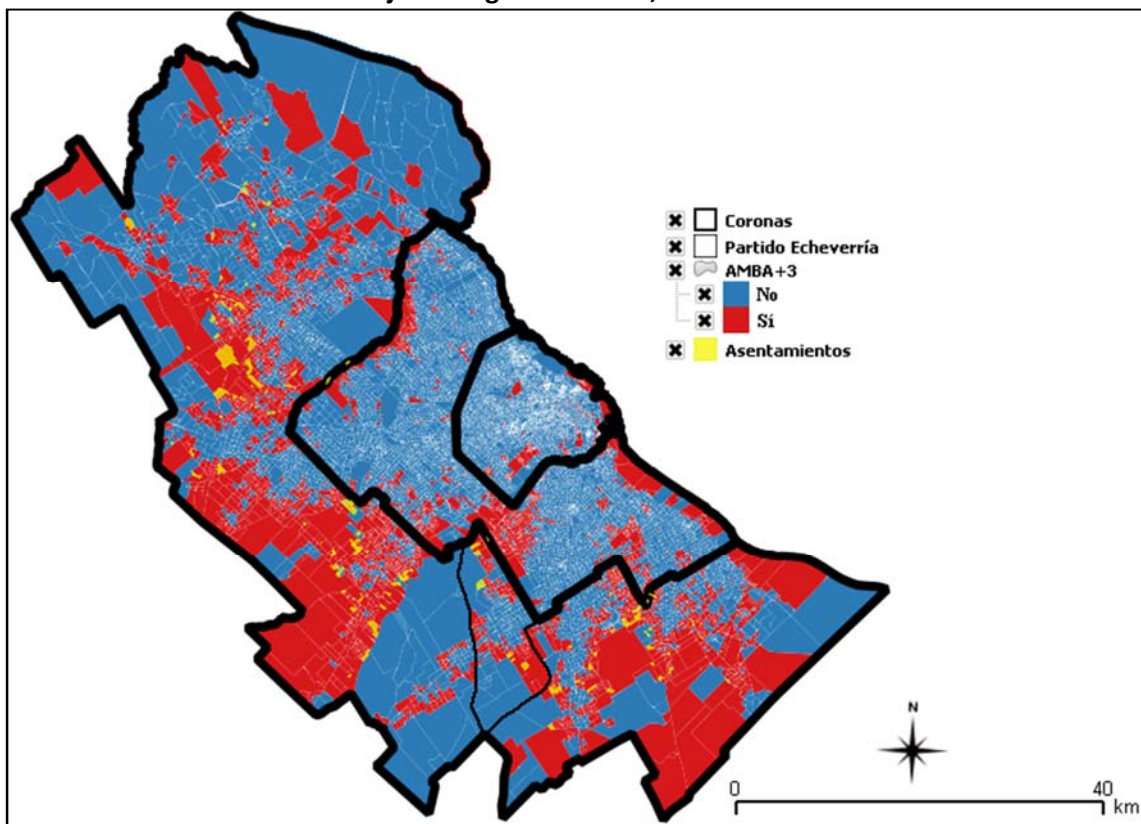 Coronas
Partido Echeverría
AMBA+3
No
Sí
Asentamientos
N
0 40
km